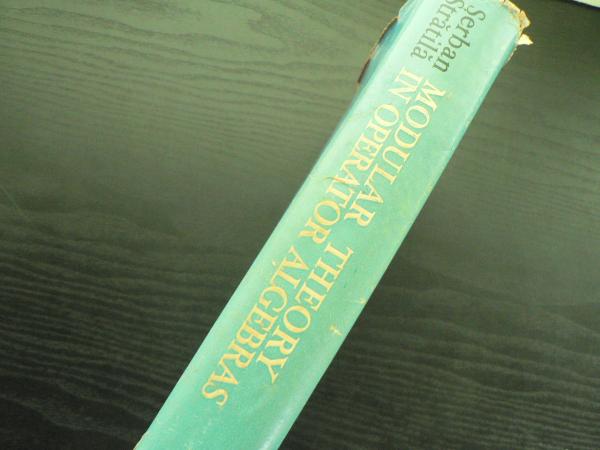 Şerban
Strătilă
MODULAR THEORY
IN OPERATOR ALGEBRAS